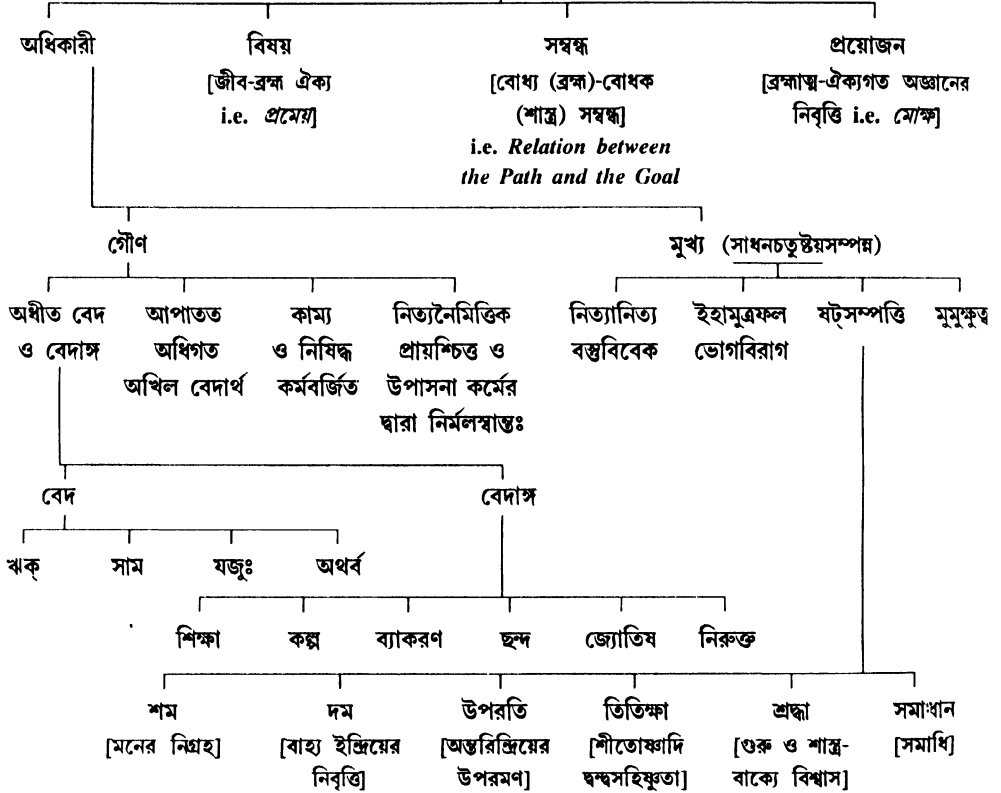 অধিকারী বিষয় সম্বন্ধ প্রয়োজন
[জীব-ব্রহ্ম ঐক্য [বোধ্য (ব্রহ্ম)-বোধক [ব্রহ্মাত্ম-ঐক্যগত অজ্ঞানের
i.e. প্রমেয়] (শাস্ত্র) সম্বন্ধ] নিবৃত্তি i.e. মোক্ষ]
i.e. Relation between
the Path and the Goal
গৌণ মুখ্য (সাধনচতুষ্টয়সম্পন্ন)
অধীত বেদ আপাতত কাম্য নিত্যনৈমিত্তিক নিত্যানিত্য ইহামুত্রফল ষট্‌সম্পত্তি মুমুক্ষুত্ব
ও বেদাঙ্গ অধিগত ও নিষিদ্ধ প্রায়শ্চিত্ত ও বস্তুবিবেক ভোগবিরাগ
অখিল বেদার্থ কর্মবর্জিত উপাসনা কর্মের
দ্বারা নির্মলস্বান্তঃ
বেদ বেদাঙ্গ
ঋক্ সাম যজুঃ অথর্ব
শিক্ষা কল্প ব্যাকরণ ছন্দ জ্যোতিষ নিরুক্ত
শম দম উপরতি তিতিক্ষা শ্রদ্ধা সমাধান
[মনের নিগ্রহ] [বাহ্য ইন্দ্রিয়ের [অন্তরিন্দ্রিয়ের [শীতোষ্ণাদি [গুরু ও শাস্ত্র- [সমাধি]
নিবৃত্তি] উপরমণ] দ্বন্দ্বসহিষ্ণুতা] বাক্যে বিশ্বাস]